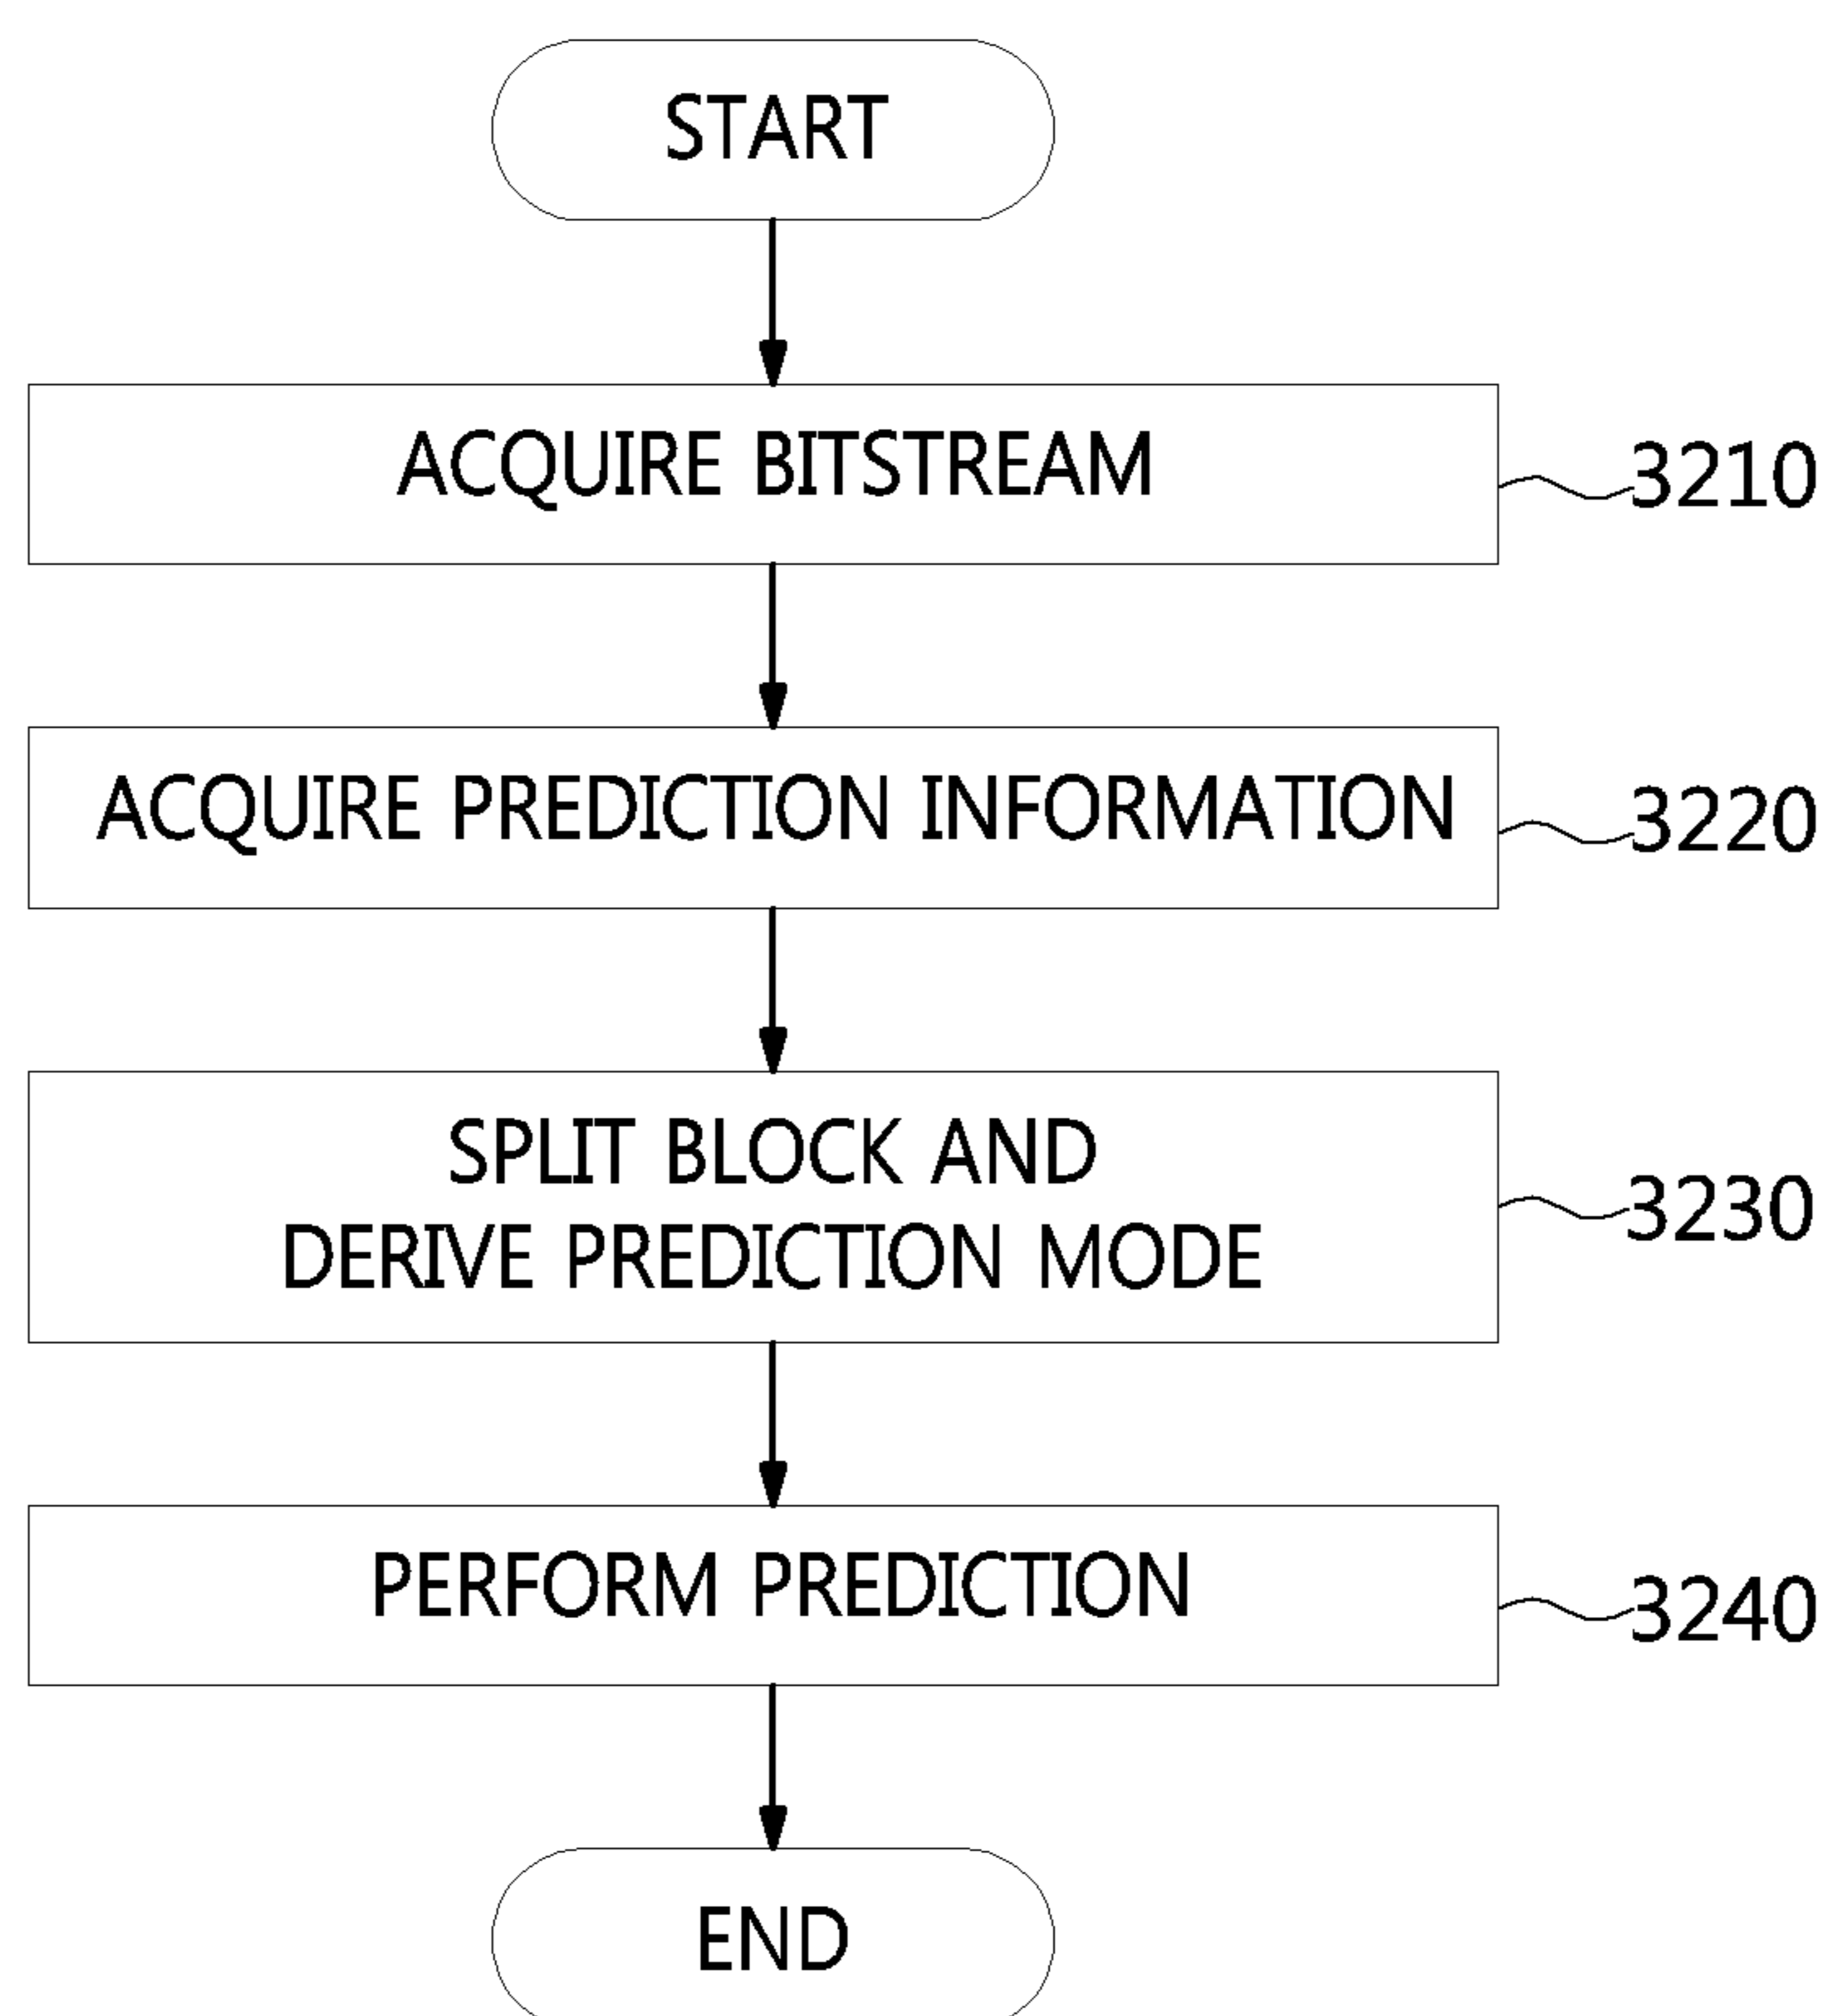 START
ACQUIRE BITSTREAM
3210
ACQUIRE PREDICTION INFORMATION
3220
SPLIT BLOCK AND
DERIVE PREDICTION MODE
3230
PERFORM PREDICTION
3240
END